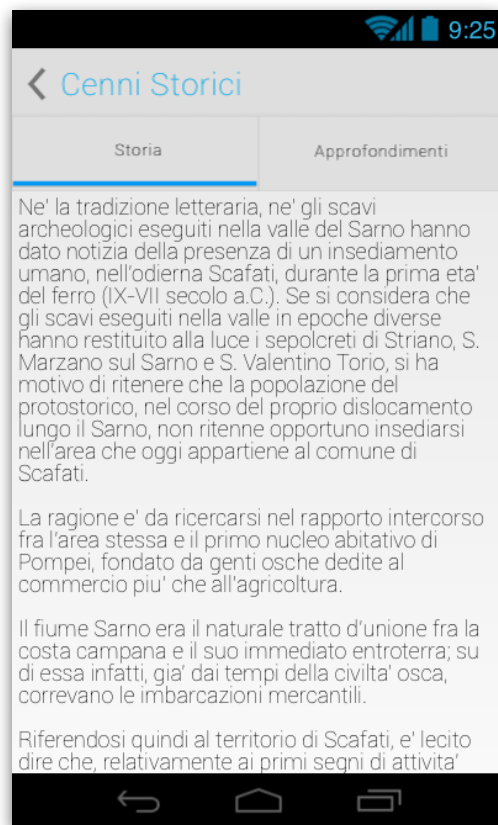 9:25
Cenni Storici
Storia
Approfondimenti
Ne' la tradizione letteraria, ne' gli scavi
archeologici eseguiti nella valle del Sarno hanno
dato notizia della presenza di un insediamento
umano, nell'odierna Scafati, durante la prima eta'
del ferro (IX-VII secolo a.C.). Se si considera che
gli scavi eseguiti nella valle in epoche diverse
hanno restituito alla luce i sepolcreti di Striano, S.
Marzano sul Sarno e S. Valentino Torio, si ha
motivo di ritenere che la popolazione del
protostorico, nel corso del proprio dislocamento
lungo il Sarno, non ritenne opportuno insediarsi
nell'area che oggi appartiene al comune di
Scafati.
La ragione e' da ricercarsi nel rapporto intercorso
fra l'area stessa e il primo nucleo abitativo di
Pompei, fondato da genti osche dedite al
commercio piu' che all'agricoltura.
Il fiume Sarno era il naturale tratto d'unione fra la
costa campana e il suo immediato entroterra; su
di essa infatti, gia' dai tempi della civilta' osca,
correvano le imbarcazioni mercantili.
Riferendosi quindi al territorio di Scafati, e' lecito
dire che, relativamente ai primi segni di attivita'